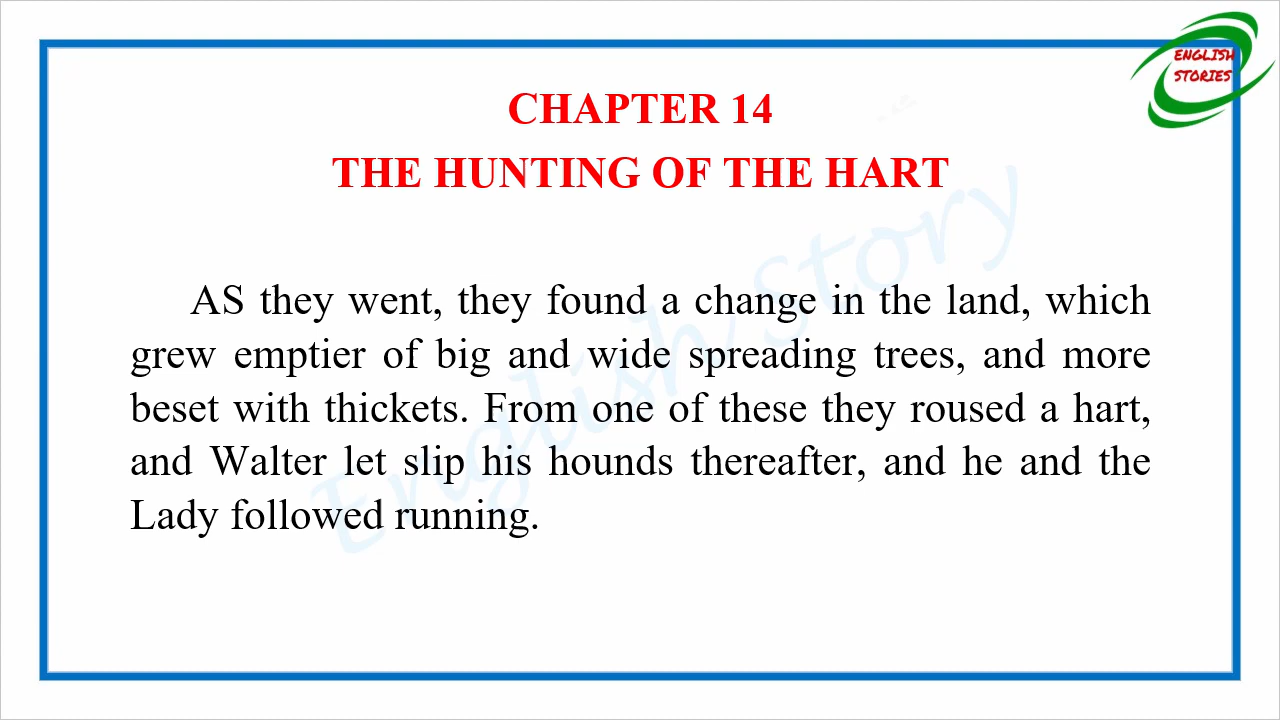 ENGLISH
STORIES
CHAPTER 14
THE HUNTING OF THE HART
AS they went, they found a change in the land, which
grew emptier of big and wide spreading trees, and more
beset with thickets. From one of these they roused a hart,
and Walter let slip his hounds thereafter, and he and the
Lady followed running.
English Story